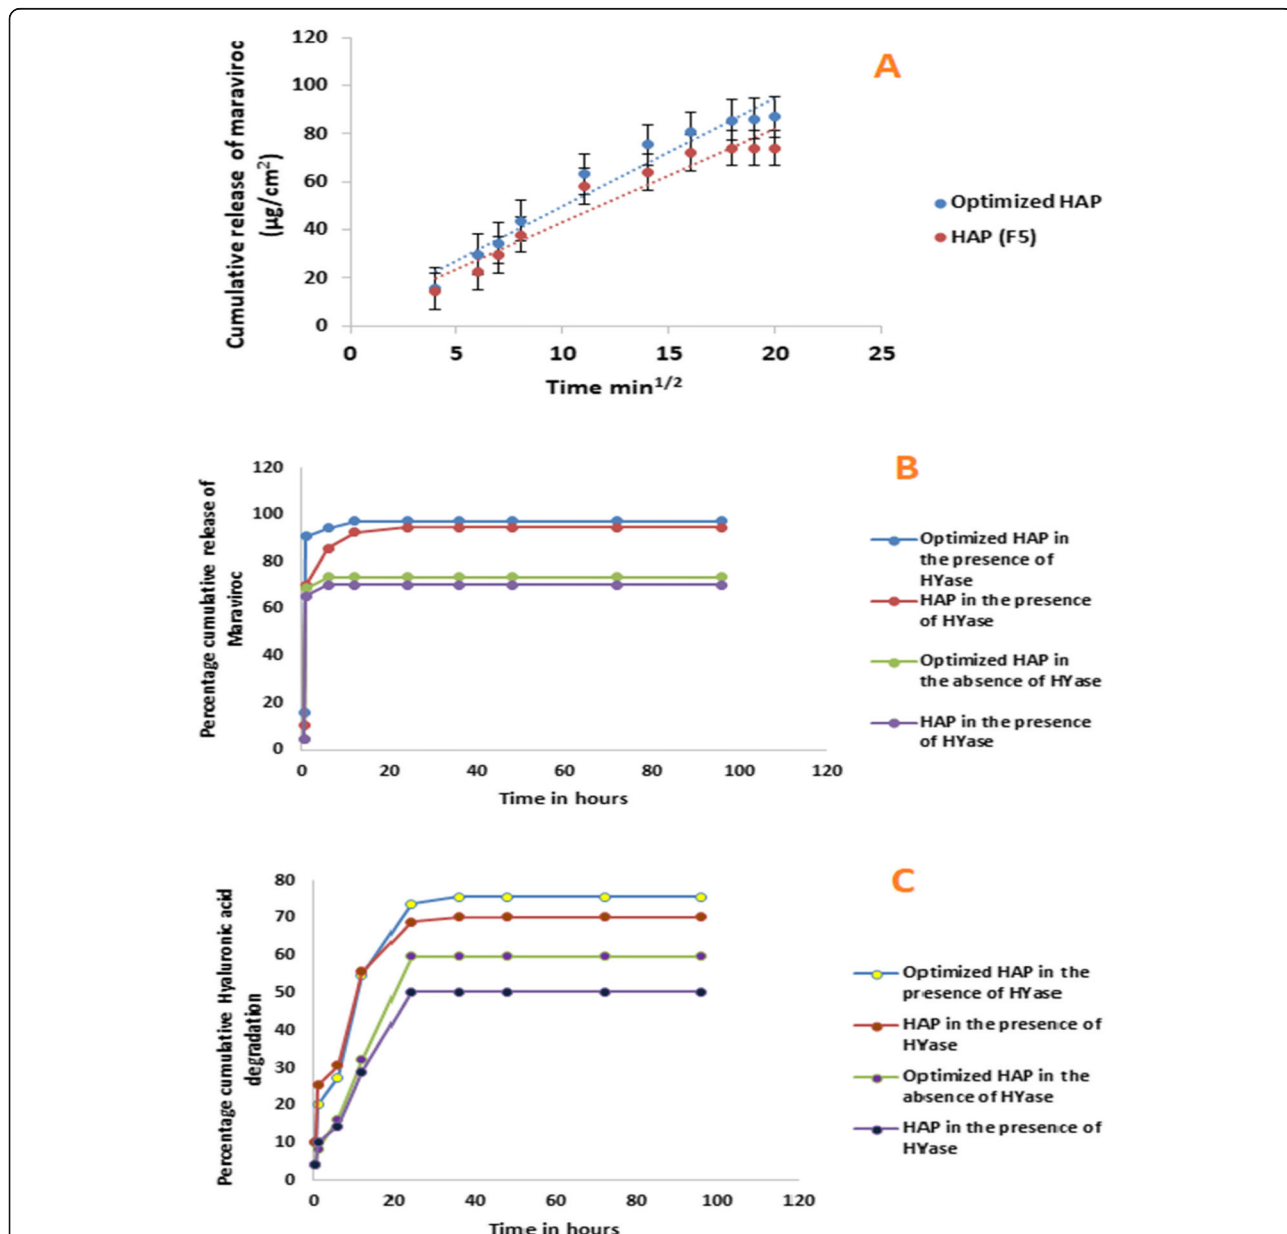 A
Cumulative release of maraviroc
(µg/cm²)
120
100
80
60
40
20
0
0 5 10 15 20 25
Time min¹/²
Optimized HAP
HAP (F5)
B
Percentage cumulative release of
Maraviroc
120
100
80
60
40
20
0
0 20 40 60 80 100 120
Time in hours
Optimized HAP in
the presence of
HYase
HAP in the presence
of HYase
Optimized HAP in
the absence of HYase
HAP in the presence
of HYase
C
Percentage cumulative Hyaluronic acid
degradation
80
70
60
50
40
30
20
10
0
0 20 40 60 80 100 120
Time in hours
Optimized HAP in the
presence of HYase
HAP in the presence of
HYase
Optimized HAP in the
absence of HYase
HAP in the presence of
HYase